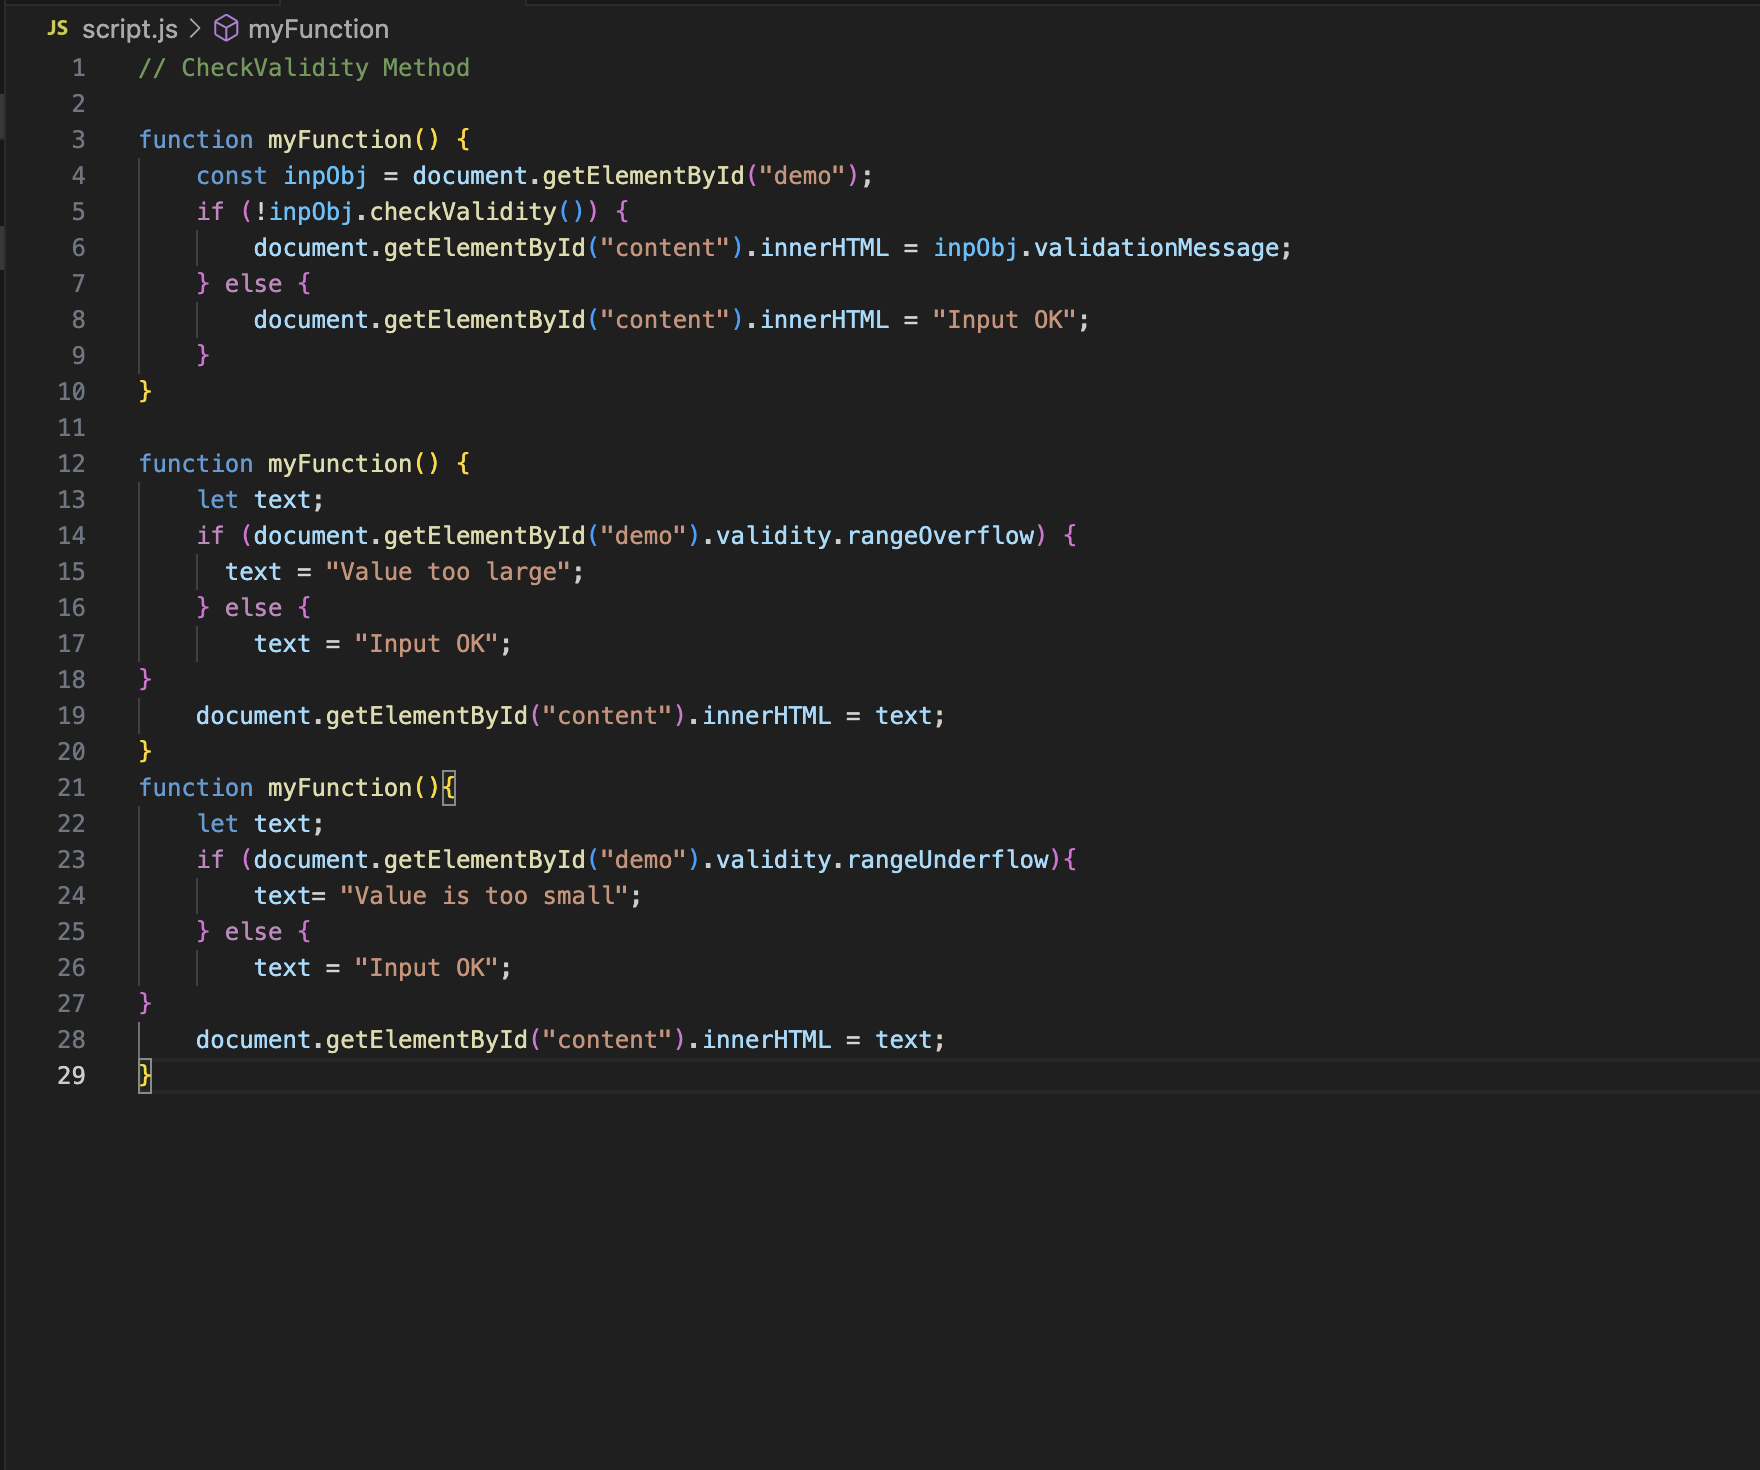 JS script.js > myFunction
1 // CheckValidity Method
2
3 function myFunction() {
4     const inpObj = document.getElementById("demo");
5     if (!inpObj.checkValidity()) {
6         document.getElementById("content").innerHTML = inpObj.validationMessage;
7     } else {
8         document.getElementById("content").innerHTML = "Input OK";
9     }
10 }
11
12 function myFunction() {
13     let text;
14     if (document.getElementById("demo").validity.rangeOverflow) {
15       text = "Value too large";
16     } else {
17         text = "Input OK";
18 }
19     document.getElementById("content").innerHTML = text;
20 }
21 function myFunction(){
22     let text;
23     if (document.getElementById("demo").validity.rangeUnderflow){
24         text= "Value is too small";
25     } else {
26         text = "Input OK";
27 }
28     document.getElementById("content").innerHTML = text;
29 }